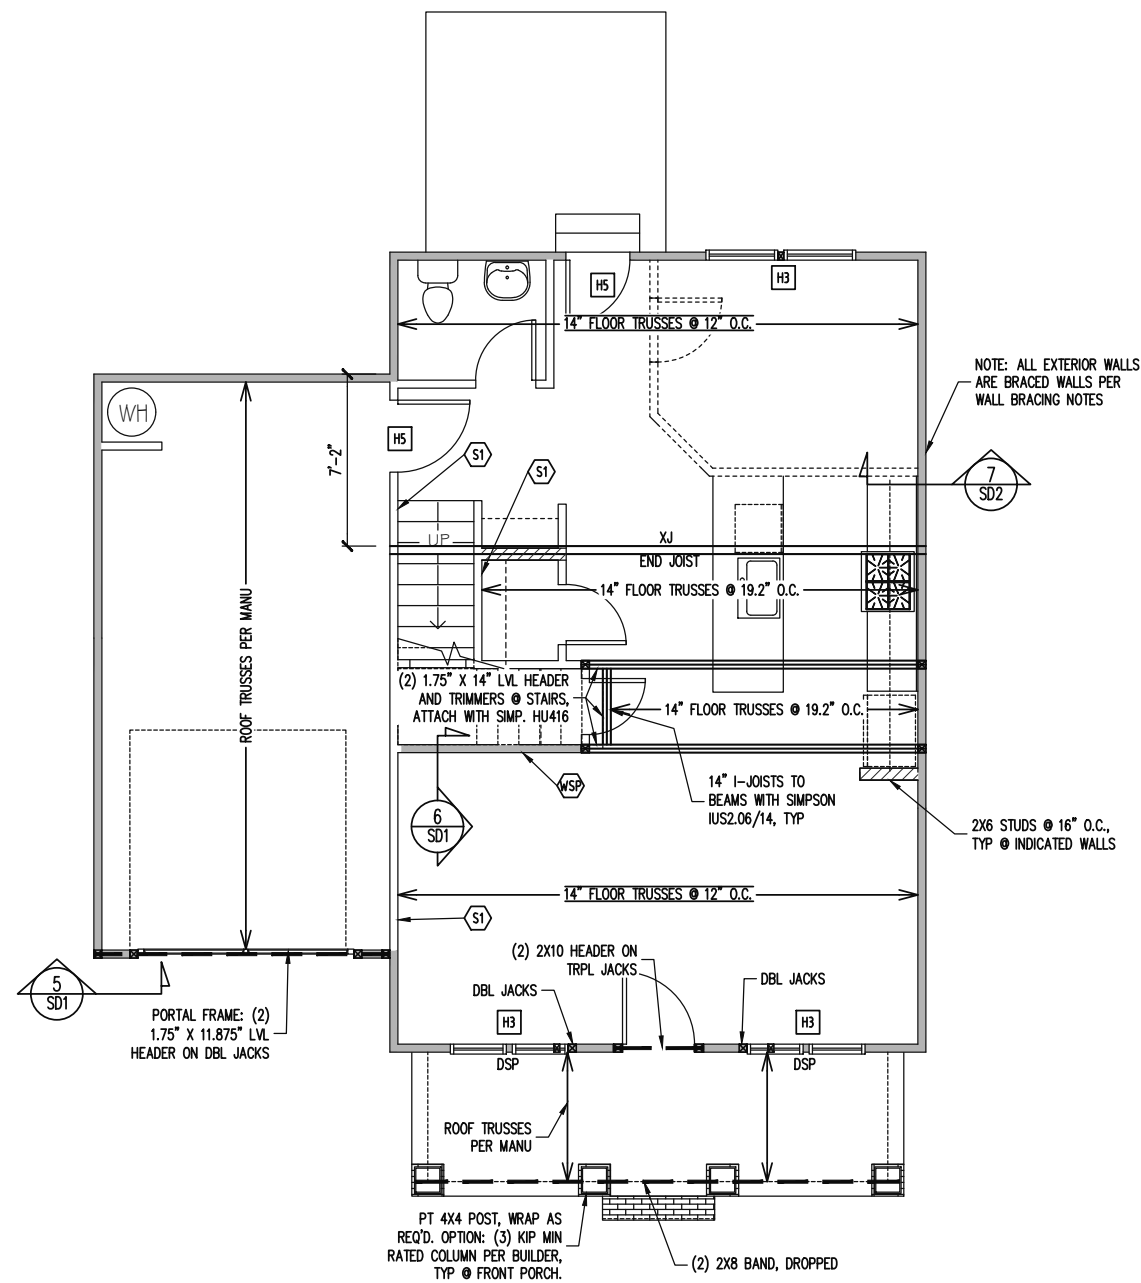 H3
H5
14" FLOOR TRUSSES @ 12" O.C.
NOTE: ALL EXTERIOR WALLS
ARE BRACED WALLS PER
WALL BRACING NOTES
WH
H5
7'-2"
S1
S1
7
SD2
UP
XJ
END JOIST
14" FLOOR TRUSSES @ 19.2" O.C.
ROOF TRUSSES PER MANU
(2) 1.75" X 14" LVL HEADER
AND TRIMMERS @ STAIRS,
ATTACH WITH SIMP. HU416
14" FLOOR TRUSSES @ 19.2" O.C.
WSP
14" I-JOISTS TO
BEAMS WITH SIMPSON
IUS2.06/14, TYP
6
SD1
2X6 STUDS @ 16" O.C.,
TYP @ INDICATED WALLS
14" FLOOR TRUSSES @ 12" O.C.
S1
(2) 2X10 HEADER ON
TRPL JACKS
DBL JACKS
DBL JACKS
5
SD1
PORTAL FRAME: (2)
1.75" X 11.875" LVL
HEADER ON DBL JACKS
H3
H3
DSP
DSP
ROOF TRUSSES
PER MANU
PT 4X4 POST, WRAP AS
REQ'D. OPTION: (3) KIP MIN
RATED COLUMN PER BUILDER,
TYP @ FRONT PORCH.
(2) 2X8 BAND, DROPPED